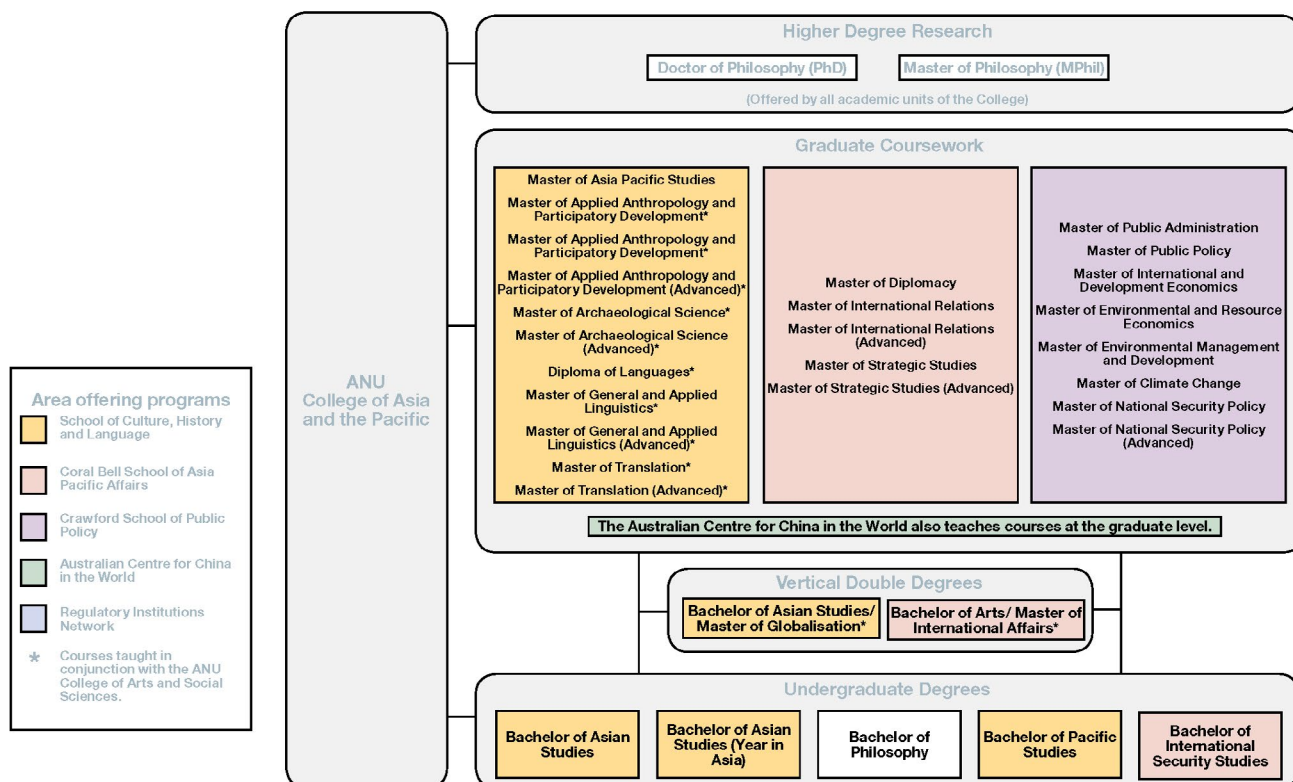 Higher Degree Research
Doctor of Philosophy (PhD)
Master of Philosophy (MPhil)
(Offered by all academic units of the College)
Graduate Coursework
Master of Asia Pacific Studies
Master of Applied Anthropology and
Participatory Development*
Master of Applied Anthropology and
Participatory Development*
Master of Applied Anthropology and
Participatory Development (Advanced)*
Master of Archaeological Science*
Master of Archaeological Science
(Advanced)*
Diploma of Languages*
Master of General and Applied
Linguistics*
Master of General and Applied
Linguistics (Advanced)*
Master of Translation*
Master of Translation (Advanced)*
Master of Diplomacy
Master of International Relations
Master of International Relations
(Advanced)
Master of Strategic Studies
Master of Strategic Studies (Advanced)
Master of Public Administration
Master of Public Policy
Master of International and
Development Economics
Master of Environmental and Resource
Economics
Master of Environmental Management
and Development
Master of Climate Change
Master of National Security Policy
Master of National Security Policy
(Advanced)
The Australian Centre for China in the World also teaches courses at the graduate level.
ANU
College of Asia
and the Pacific
Area offering programs
School of Culture, History
and Language
Coral Bell School of Asia
Pacific Affairs
Crawford School of Public
Policy
Australian Centre for China
in the World
Regulatory Institutions
Network
* Courses taught in
conjunction with the ANU
College of Arts and Social
Sciences.
Vertical Double Degrees
Bachelor of Asian Studies/
Master of Globalisation*
Bachelor of Arts/ Master of
International Affairs*
Undergraduate Degrees
Bachelor of Asian
Studies
Bachelor of Asian
Studies (Year in
Asia)
Bachelor of
Philosophy
Bachelor of Pacific
Studies
Bachelor of
International
Security Studies